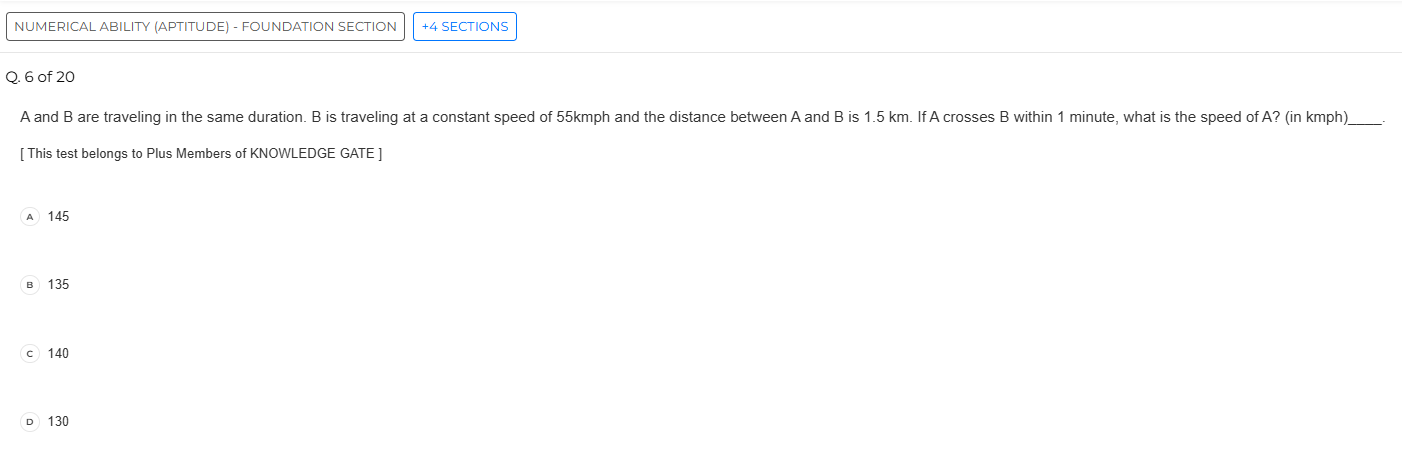 NUMERICAL ABILITY (APTITUDE) - FOUNDATION SECTION +4 SECTIONS
Q. 6 of 20
A and B are traveling in the same duration. B is traveling at a constant speed of 55kmph and the distance between A and B is 1.5 km. If A crosses B within 1 minute, what is the speed of A? (in kmph)____.
[ This test belongs to Plus Members of KNOWLEDGE GATE ]
A 145
B 135
C 140
D 130